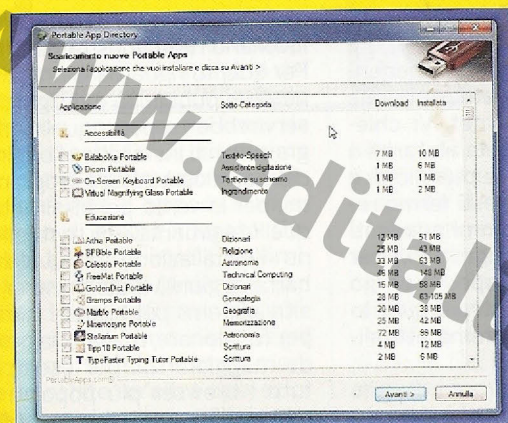 Portable App Directory
Scaricamento nuove Portable Apps
Seleziona l'applicazione che vuoi installare e clicca su Avanti >
Applicazione Sotto-Categoria Download Installata
Accessibilità
Balabolka Portable Text-to-Speech 7 MB 10 MB
Dicom Portable Assistente digitazione 1 MB 6 MB
On-Screen Keyboard Portable Tastiera su schermo 1 MB 1 MB
Virtual Magnifying Glass Portable Ingrandimento 1 MB 2 MB
Educazione
Artha Portable Dizionari 12 MB 51 MB
BPBible Portable Religione 25 MB 43 MB
Celestia Portable Astronomia 33 MB 63 MB
FreeMat Portable Technical Computing 46 MB 148 MB
GoldenDict Portable Dizionari 15 MB 58 MB
Gramps Portable Genealogia 28 MB 63-105 MB
Marble Portable Geografia 20 MB 38 MB
Mnemosyne Portable Memorizzazione 25 MB 42 MB
Stellarium Portable Astronomia 72 MB 99 MB
Tipp10 Portable Scrittura 4 MB 12 MB
TypeFaster Typing Tutor Portable Scrittura 2 MB 6 MB
PortableApps.com
Avanti > Annulla